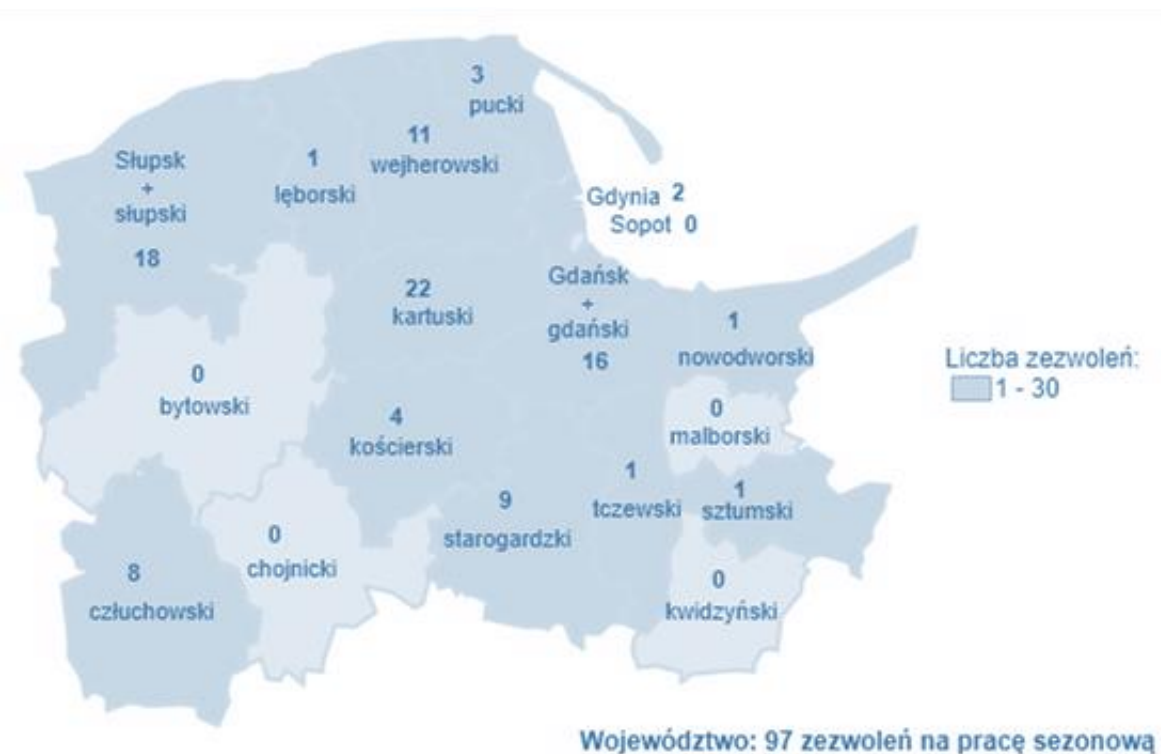 3
pucki
11
wejherowski
1
lęborski
Słupsk
+
słupski
18
Gdynia 2
Sopot 0
22
kartuski
Gdańsk
+
gdański
16
1
nowodworski
Liczba zezwoleń:
1 - 30
0
bytowski
4
kościerski
0
malborski
1
tczewski
1
sztumski
9
starogardzki
0
chojnicki
8
człuchowski
0
kwidzyński
Województwo: 97 zezwoleń na pracę sezonową